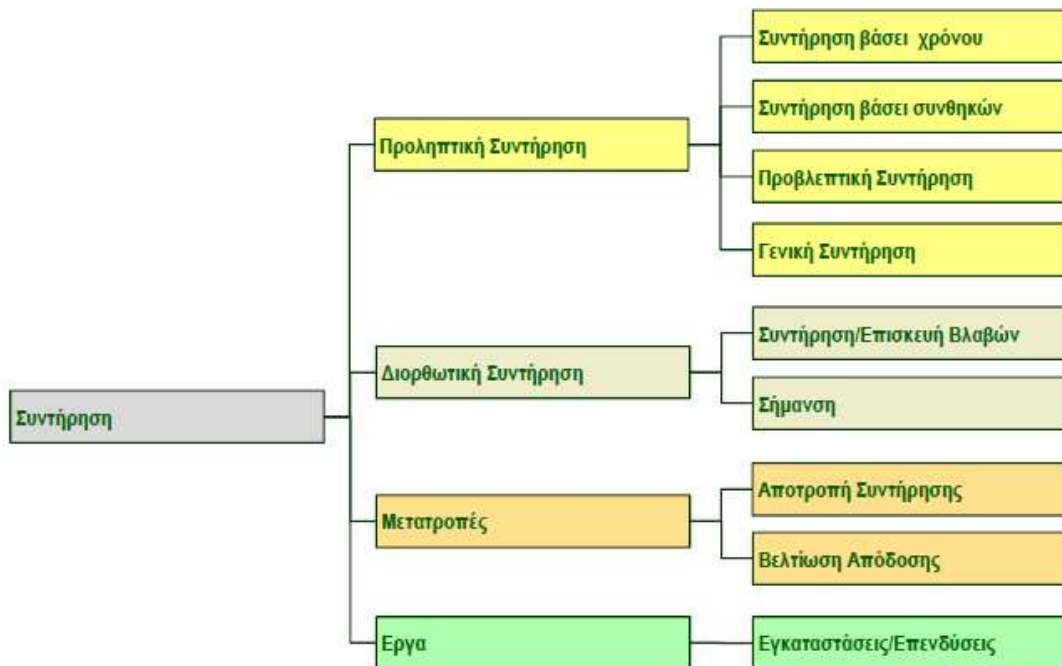 Συντήρηση βάσει χρόνου
Συντήρηση βάσει συνθηκών
Προληπτική Συντήρηση
Προβλεπτική Συντήρηση
Γενική Συντήρηση
Συντήρηση/Επισκευή Βλαβών
Διορθωτική Συντήρηση
Σήμανση
Συντήρηση
Αποτροπή Συντήρησης
Μετατροπές
Βελτίωση Απόδοσης
Εργα
Εγκαταστάσεις/Επενδύσεις